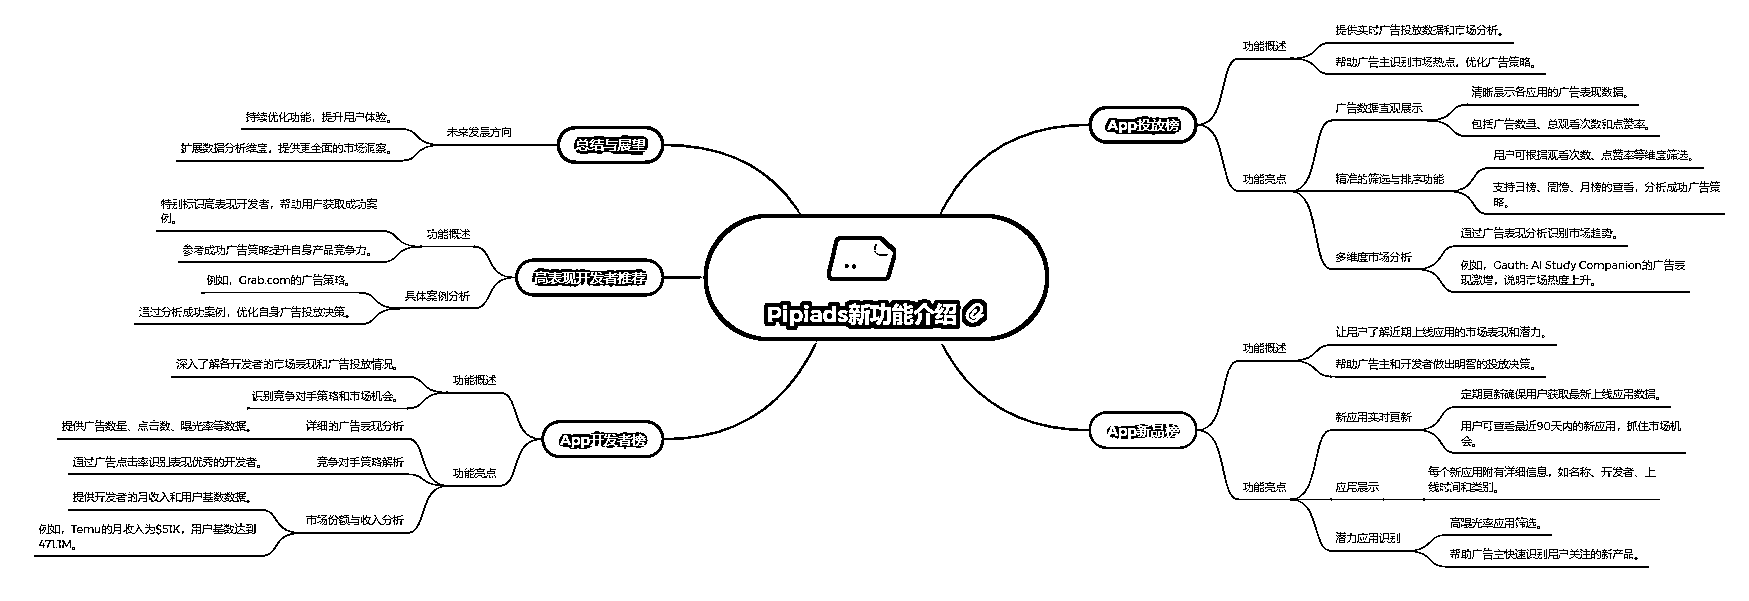 Pipiads新功能介绍
App投放榜
功能概述
提供实时广告投放数据和市场分析。
帮助广告主识别市场热点，优化广告策略。
功能亮点
广告数据直观展示
清晰展示各应用的广告表现数据。
包括广告数量、总观看次数和点赞率。
精准的筛选与排序功能
用户可根据观看次数、点赞率等维度筛选。
支持日榜、周榜、月榜的查看，分析成功广告策
略。
多维度市场分析
通过广告表现分析识别市场趋势。
例如，Gauth: AI Study Companion的广告表
现激增，说明市场热度上升。
App新品榜
功能概述
让用户了解近期上线应用的市场表现和潜力。
帮助广告主和开发者做出明智的投放决策。
功能亮点
新应用实时更新
定期更新确保用户获取最新上线应用数据。
用户可查看最近90天内的新应用，抓住市场机
会。
应用展示
每个新应用附有详细信息，如名称、开发者、上
线时间和类别。
潜力应用识别
高曝光率应用筛选。
帮助广告主快速识别用户关注的新产品。
App开发者榜
功能概述
深入了解各开发者的市场表现和广告投放情况。
识别竞争对手策略和市场机会。
功能亮点
详细的广告表现分析
提供广告数量、点击数、曝光率等数据。
竞争对手策略解析
通过广告点击率识别表现优秀的开发者。
市场份额与收入分析
提供开发者的月收入和用户基数数据。
例如，Temu的月收入为$51K，用户基数达到
471.1M。
高表现开发者推荐
功能概述
特别标识高表现开发者，帮助用户获取成功案
例。
参考成功广告策略提升自身产品竞争力。
具体案例分析
例如，Grab.com的广告策略。
通过分析成功案例，优化自身广告投放决策。
总结与展望
未来发展方向
持续优化功能，提升用户体验。
扩展数据分析维度，提供更全面的市场洞察。